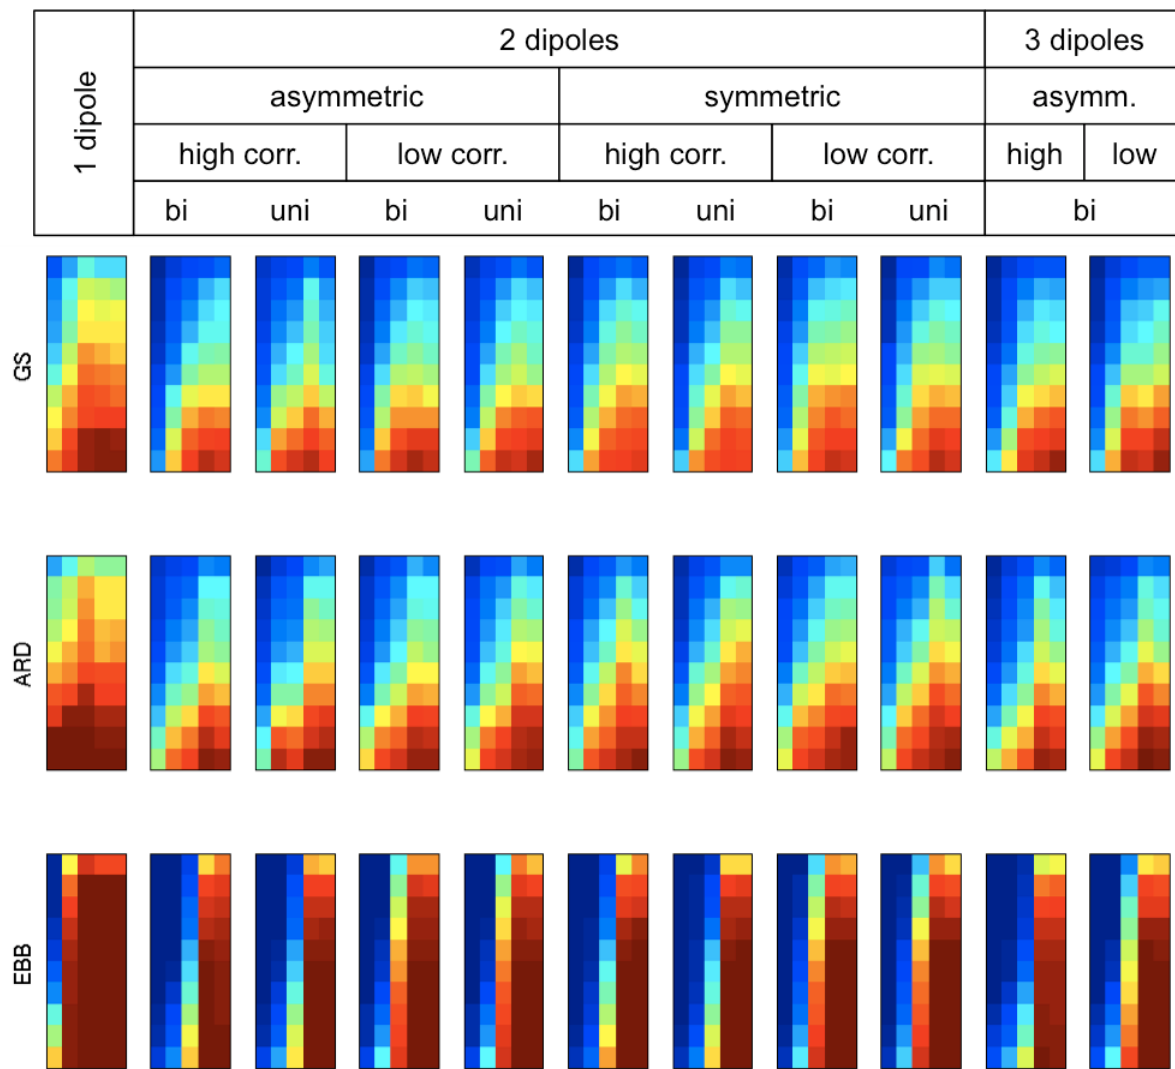 1 dipole
2 dipoles
3 dipoles
asymmetric
symmetric
asymm.
high corr.
low corr.
high corr.
low corr.
high
low
bi
uni
bi
uni
bi
uni
bi
uni
bi
GS
ARD
EBB